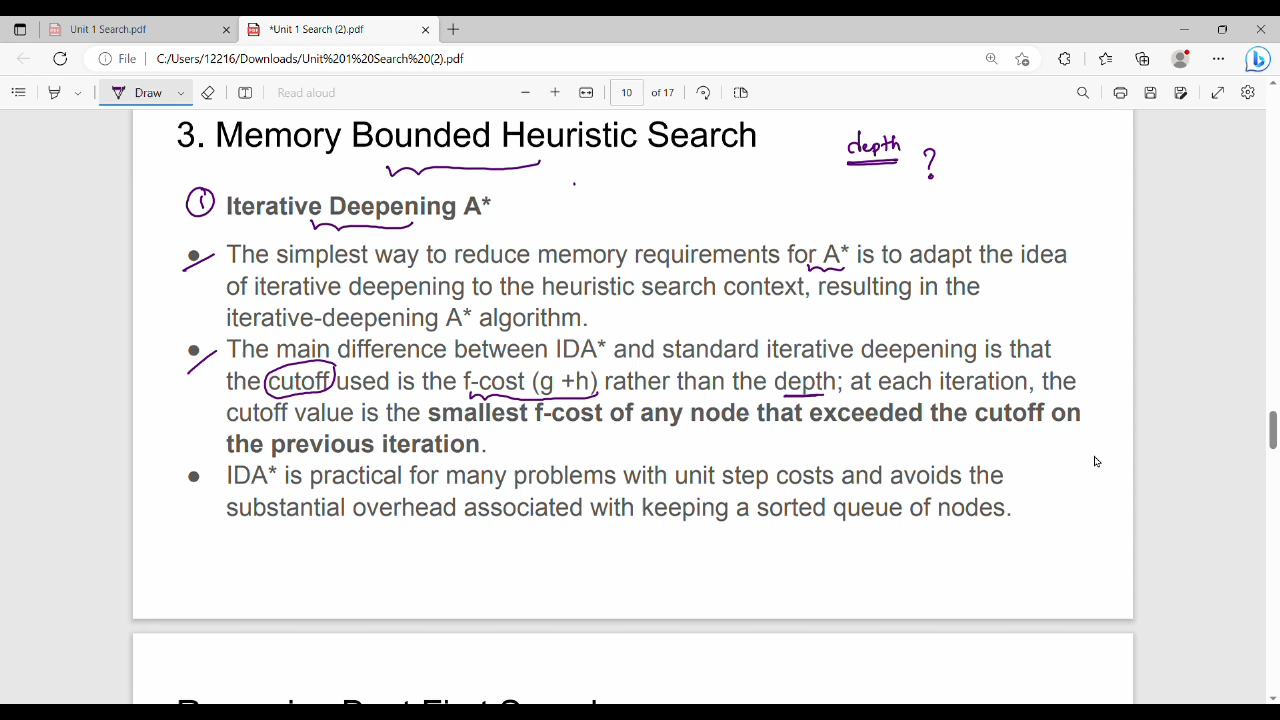 Unit 1 Search.pdf
*Unit 1 Search (2).pdf
File
C:/Users/12216/Downloads/Unit%201%20Search%20(2).pdf
Draw
Read aloud
10 of 17
3. Memory Bounded Heuristic Search
depth ?
1 Iterative Deepening A*
● The simplest way to reduce memory requirements for A* is to adapt the idea
of iterative deepening to the heuristic search context, resulting in the
iterative-deepening A* algorithm.
● The main difference between IDA* and standard iterative deepening is that
the cutoff used is the f-cost (g +h) rather than the depth; at each iteration, the
cutoff value is the smallest f-cost of any node that exceeded the cutoff on
the previous iteration.
● IDA* is practical for many problems with unit step costs and avoids the
substantial overhead associated with keeping a sorted queue of nodes.